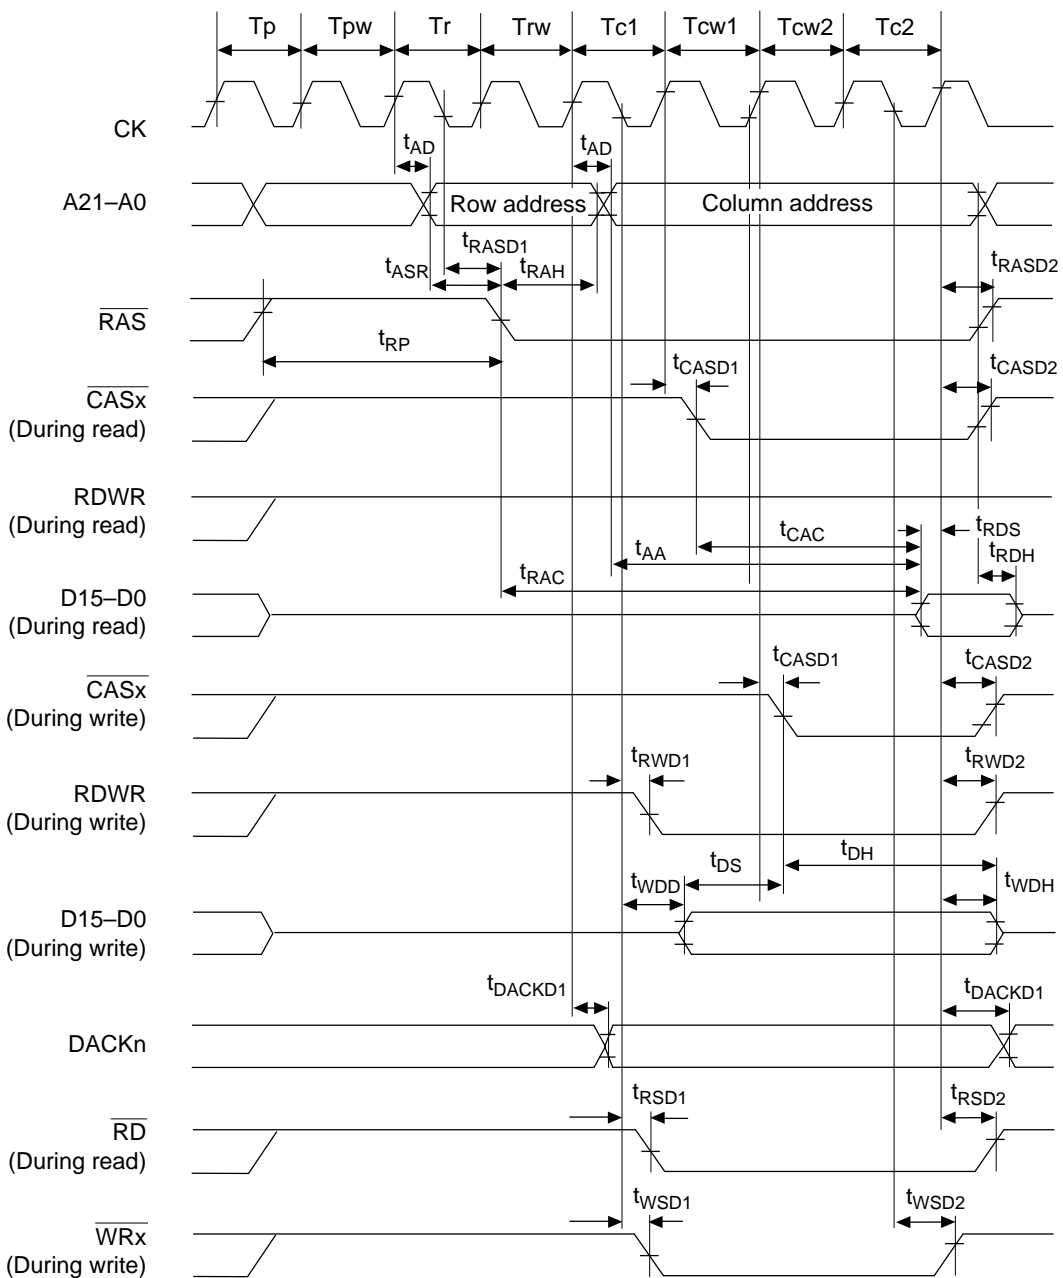 Tp Tpw Tr Trw Tc1 Tcw1 Tcw2 Tc2
CK
tAD tAD
A21–A0 Row address Column address
tRASD1
tASR tRAH tRASD2
RAS
tRP
tCASD1 tCASD2
CASx
(During read)
RDWR
(During read)
tRDS
tCAC
tAA tRDH
tRAC
D15–D0
(During read)
tCASD1 tCASD2
CASx
(During write)
tRWD1 tRWD2
RDWR
(During write)
tDH
tDS
tWDD tWDH
D15–D0
(During write)
tDACKD1 tDACKD1
DACKn
tRSD1 tRSD2
RD
(During read)
tWSD1 tWSD2
WRx
(During write)